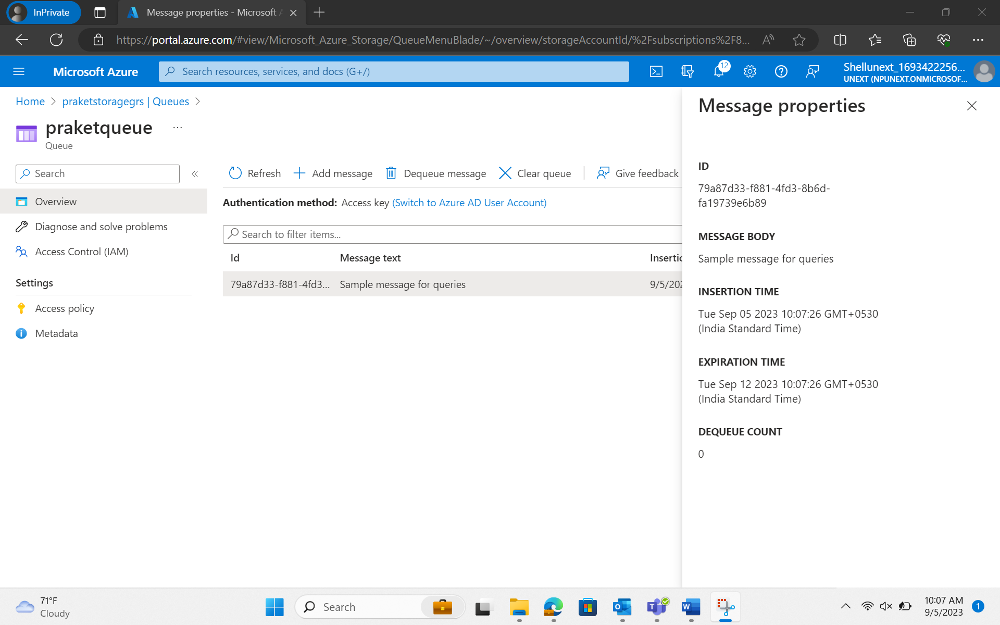 InPrivate
Message properties - Microsoft A
https://portal.azure.com/#view/Microsoft_Azure_Storage/QueueMenuBlade/~/overview/storageAccountId/%2Fsubscriptions%2F8...
Microsoft Azure
Search resources, services, and docs (G+/)
12
Shellunext_1693422256...
UNEXT (NPUNEXT.ONMICROSOF...
Home > praketstoragegrs | Queues >
praketqueue ...
Queue
Search
«
Overview
Diagnose and solve problems
Access Control (IAM)
Settings
Access policy
Metadata
Refresh
Add message
Dequeue message
Clear queue
Give feedback
Authentication method: Access key (Switch to Azure AD User Account)
Search to filter items...
Id Message text Insertic
79a87d33-f881-4fd3... Sample message for queries 9/5/202
Message properties
ID
79a87d33-f881-4fd3-8b6d-
fa19739e6b89
MESSAGE BODY
Sample message for queries
INSERTION TIME
Tue Sep 05 2023 10:07:26 GMT+0530
(India Standard Time)
EXPIRATION TIME
Tue Sep 12 2023 10:07:26 GMT+0530
(India Standard Time)
DEQUEUE COUNT
0
71°F
Cloudy
Search
10:07 AM
9/5/2023
1